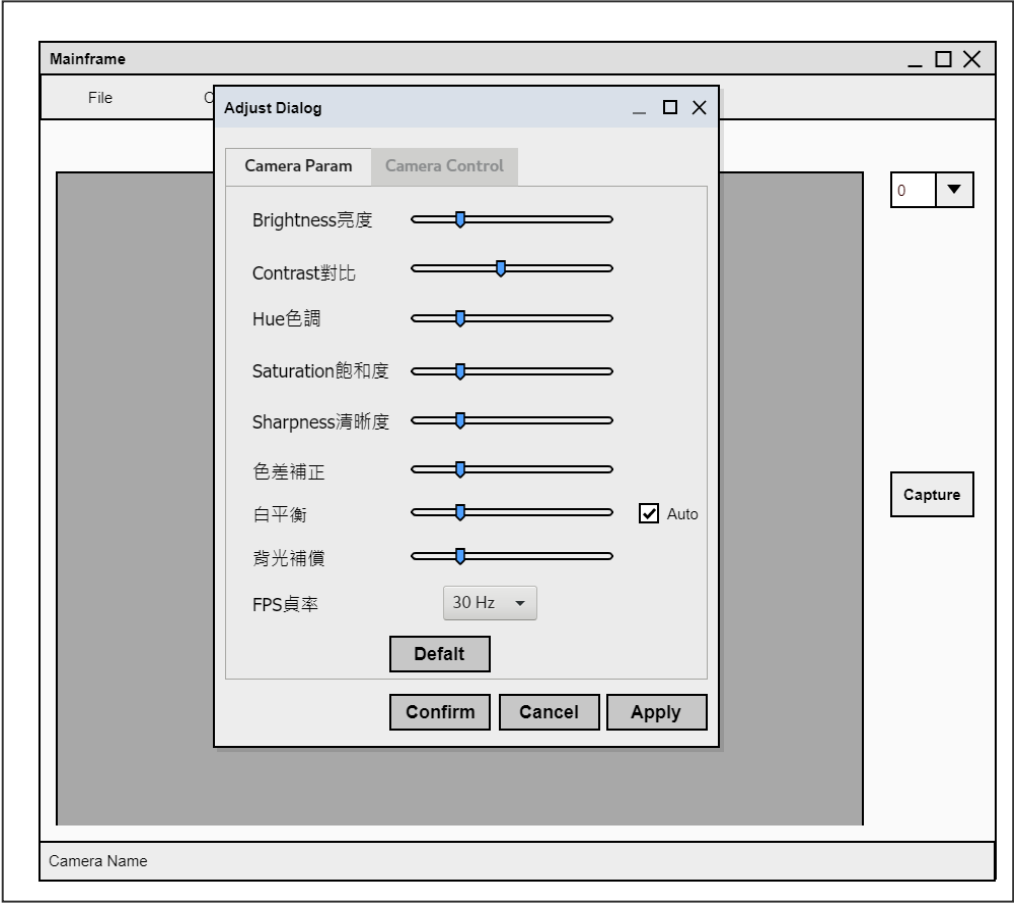 Mainframe
File
Adjust Dialog
Camera Param Camera Control
0
Brightness亮度
Contrast對比
Hue色調
Saturation飽和度
Sharpness清晰度
色差補正
白平衡 Auto
背光補償
Capture
FPS貞率 30 Hz
Defalt
Confirm Cancel Apply
Camera Name